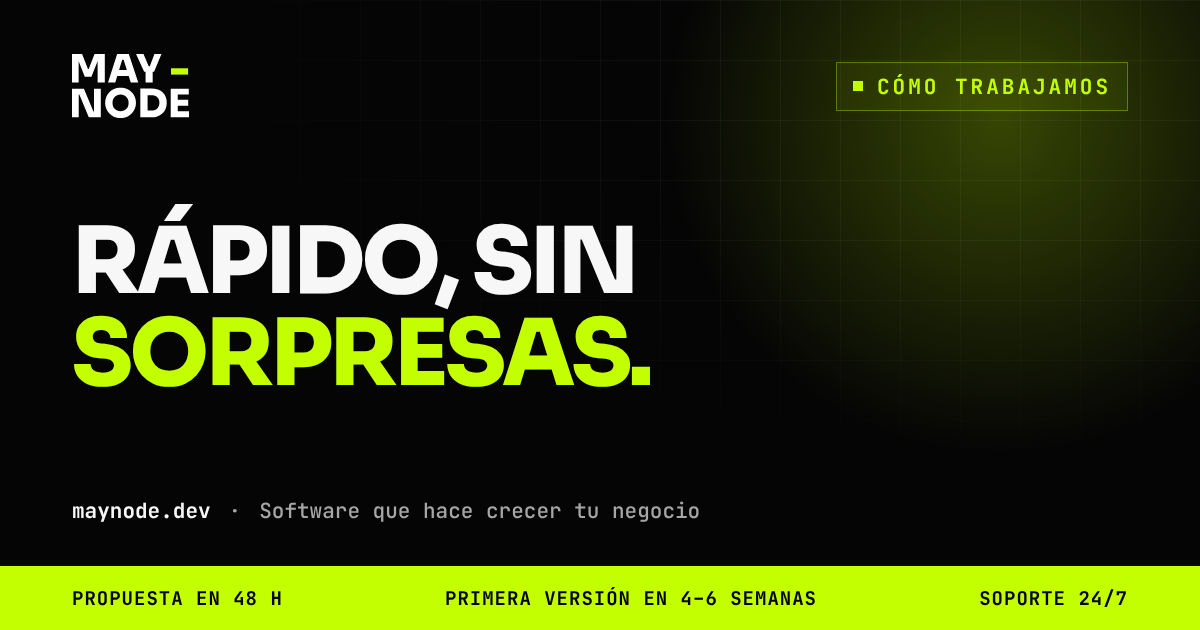 MAY-
NODE
CÓMO TRABAJAMOS
RÁPIDO, SIN
SORPRESAS.
maynode.dev · Software que hace crecer tu negocio
PROPUESTA EN 48 H
PRIMERA VERSIÓN EN 4–6 SEMANAS
SOPORTE 24/7